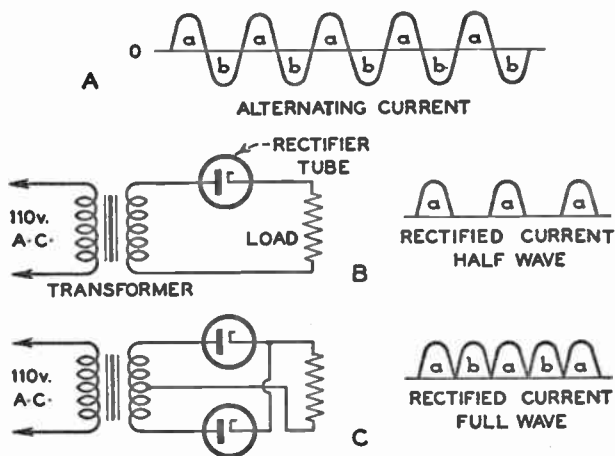 a a a a a
0
b b b b b
A
ALTERNATING CURRENT
RECTIFIER
TUBE
110v.
A.C.
LOAD
TRANSFORMER
B
a a a
RECTIFIED CURRENT
HALF WAVE
110v.
A.C.
C
a b a b a
RECTIFIED CURRENT
FULL WAVE